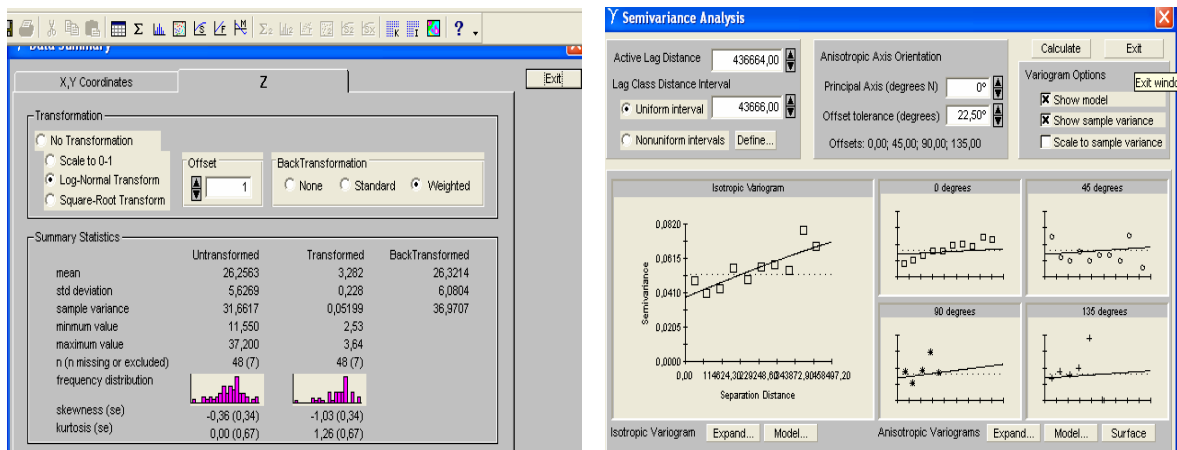 Data Summary
X,Y Coordinates
Z
Exit
Transformation
No Transformation
Scale to 0-1
Log-Normal Transform
Square-Root Transform
Offset
1
BackTransformation
None Standard Weighted
Summary Statistics
Untransformed Transformed BackTransformed
mean 26,2563 3,282 26,3214
std deviation 5,6269 0,228 6,0804
sample variance 31,6617 0,05199 36,9707
minmum value 11,550 2,53
maximum value 37,200 3,64
n (n missing or excluded) 48 (7) 48 (7)
frequency distribution
skewness (se) -0,36 (0,34) -1,03 (0,34)
kurtosis (se) 0,00 (0,67) 1,26 (0,67)
Semivariance Analysis
Active Lag Distance 436664,00
Lag Class Distance Interval
Uniform interval 43666,00
Nonuniform intervals Define...
Anisotropic Axis Orientation
Principal Axis (degrees N) 0°
Offset tolerance (degrees) 22,50°
Offsets: 0,00; 45,00; 90,00; 135,00
Calculate Exit
Variogram Options
Exit windo
Show model
Show sample variance
Scale to sample variance
Isotropic Variogram
0,0820
0,0615
0,0410
0,0205
0,0000
Semivariance
0,00
Separation Distance
0 degrees
45 degrees
90 degrees
135 degrees
Isotropic Variogram Expand... Model...
Anisotropic Variograms Expand... Model... Surface